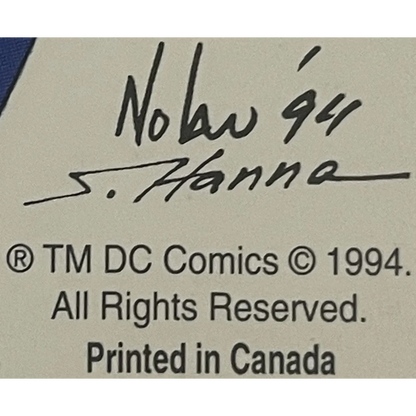 Nolan '94
S. Hanna
® TM DC Comics © 1994.
All Rights Reserved.
Printed in Canada